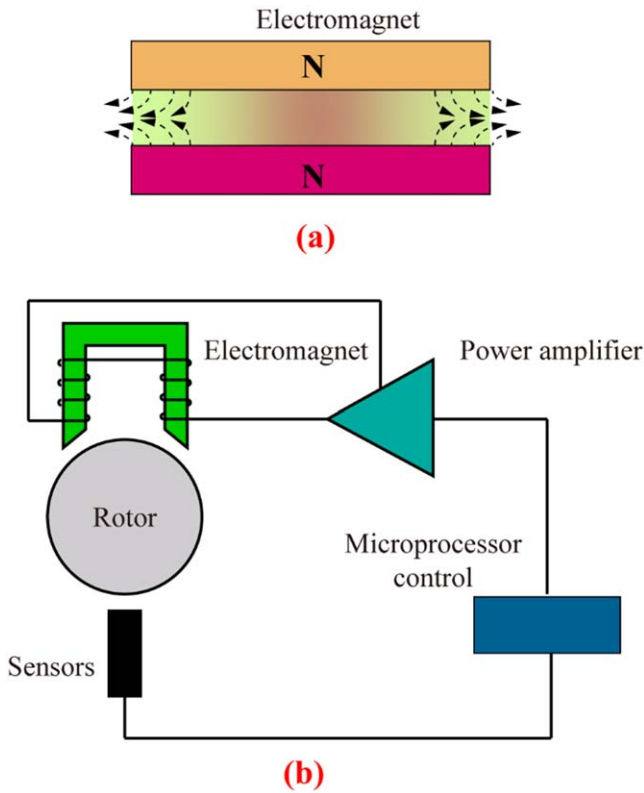 Electromagnet
N
N
(a)
Electromagnet
Power amplifier
Rotor
Microprocessor
control
Sensors
(b)